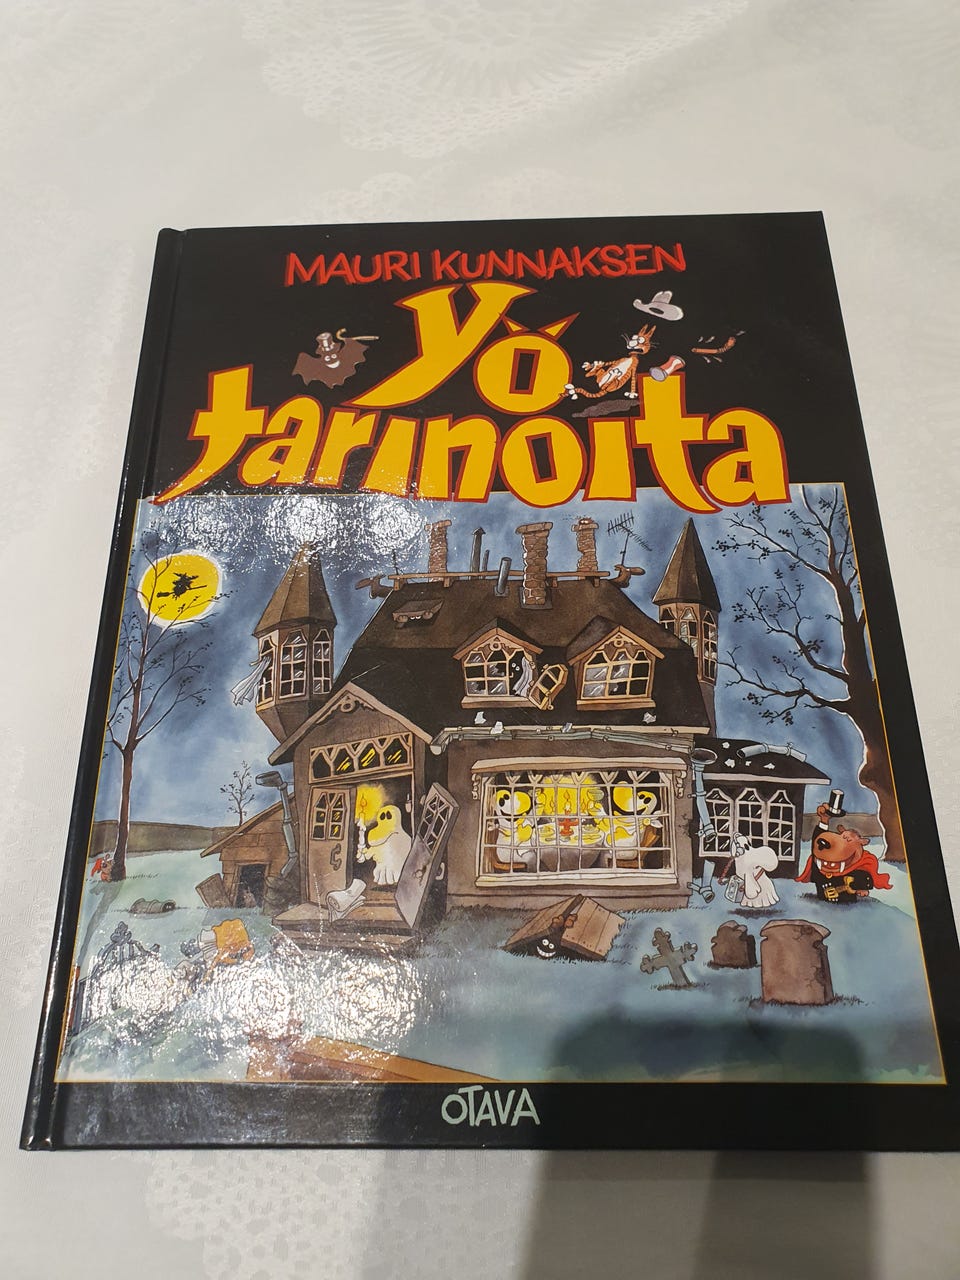 MAURI KUNNAKSEN
Yö
tarinoita
OTAVA